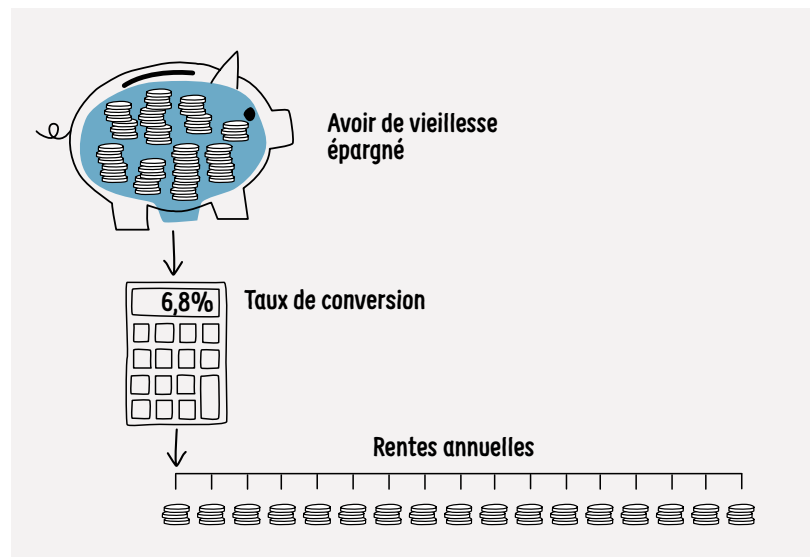 Avoir de vieillesse
épargné
6,8%
Taux de conversion
Rentes annuelles